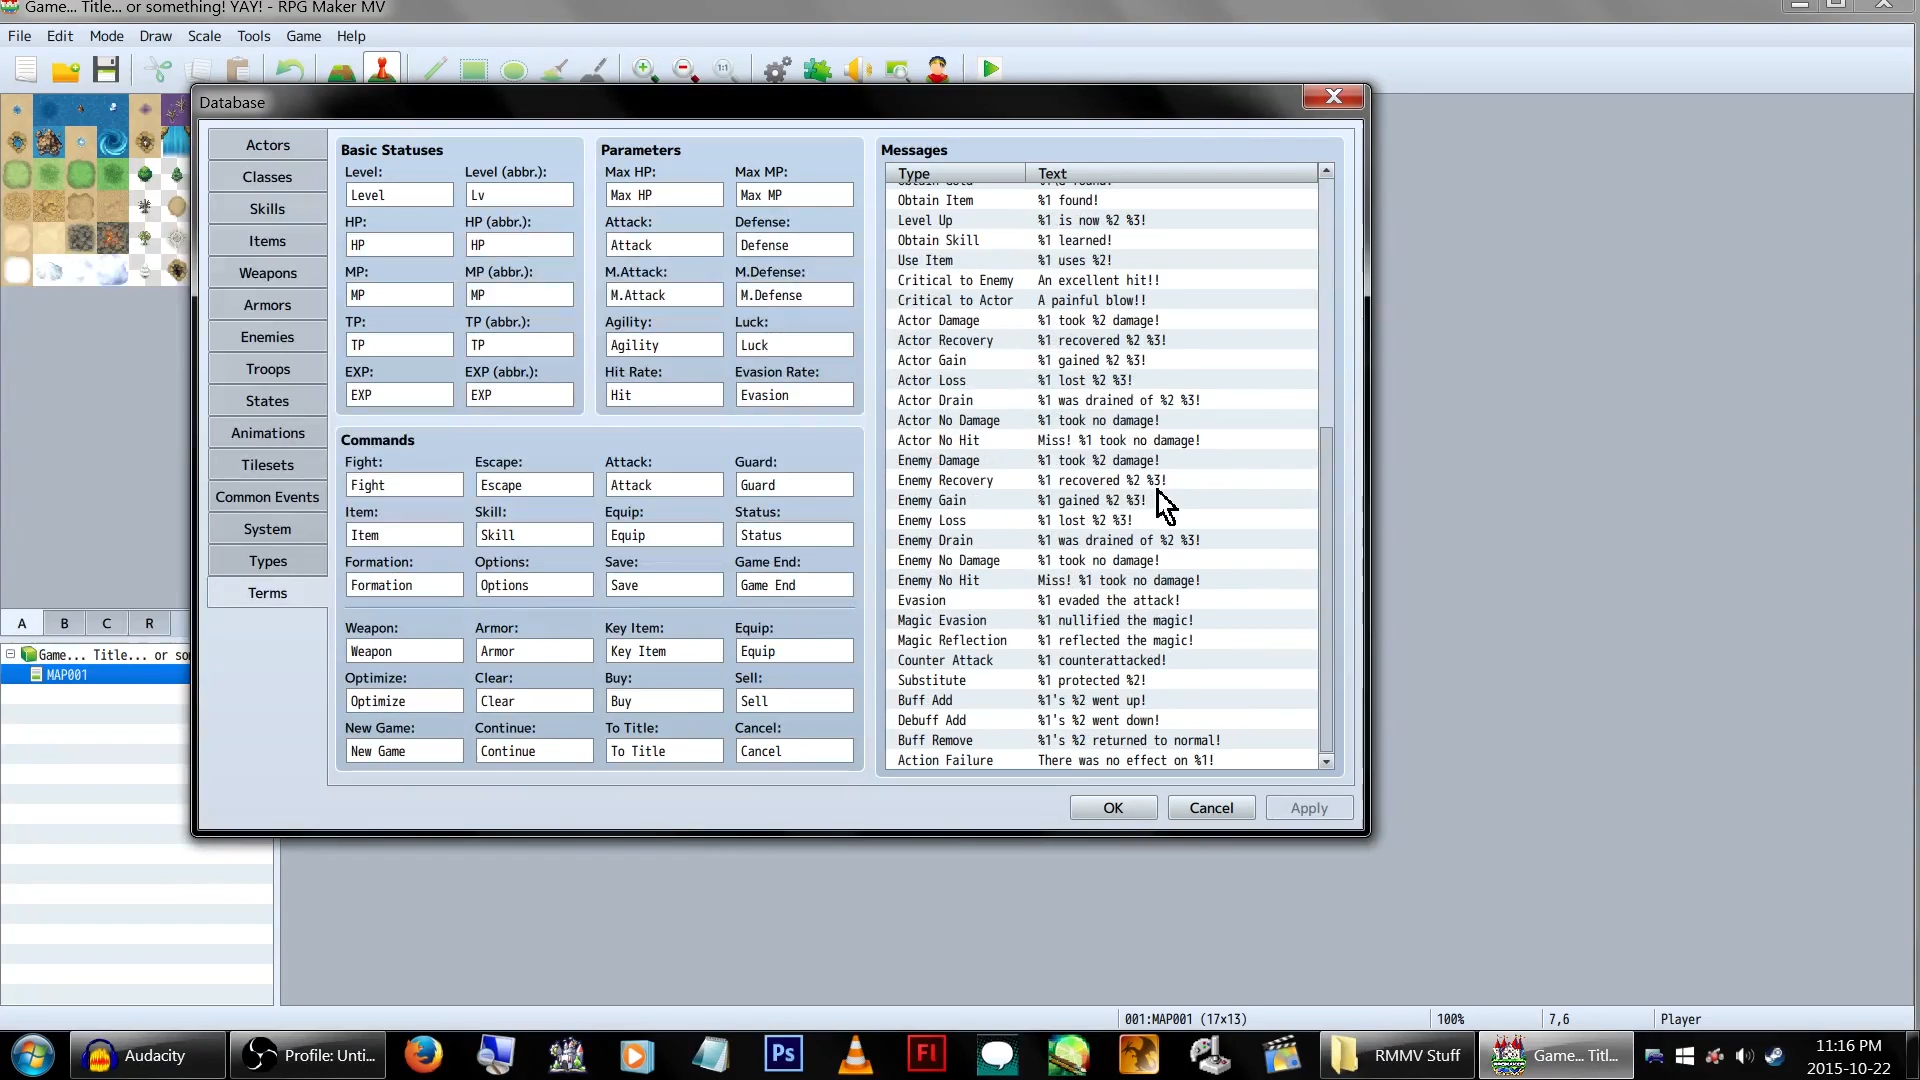 Game... Title... or something! YAY! - RPG Maker MV
File Edit Mode Draw Scale Tools Game Help
1:1
Database
Actors
Classes
Skills
Items
Weapons
Armors
Enemies
Troops
States
Animations
Tilesets
Common Events
System
Types
Terms
Basic Statuses
Level: Level (abbr.):
Level Lv
HP: HP (abbr.):
HP HP
MP: MP (abbr.):
MP MP
TP: TP (abbr.):
TP TP
EXP: EXP (abbr.):
EXP EXP
Parameters
Max HP: Max MP:
Max HP Max MP
Attack: Defense:
Attack Defense
M.Attack: M.Defense:
M.Attack M.Defense
Agility: Luck:
Agility Luck
Hit Rate: Evasion Rate:
Hit Evasion
Commands
Fight: Escape: Attack: Guard:
Fight Escape Attack Guard
Item: Skill: Equip: Status:
Item Skill Equip Status
Formation: Options: Save: Game End:
Formation Options Save Game End
Weapon: Armor: Key Item: Equip:
Weapon Armor Key Item Equip
Optimize: Clear: Buy: Sell:
Optimize Clear Buy Sell
New Game: Continue: To Title: Cancel:
New Game Continue To Title Cancel
Messages
Type Text
Obtain Item %1 found!
Level Up %1 is now %2 %3!
Obtain Skill %1 learned!
Use Item %1 uses %2!
Critical to Enemy An excellent hit!!
Critical to Actor A painful blow!!
Actor Damage %1 took %2 damage!
Actor Recovery %1 recovered %2 %3!
Actor Gain %1 gained %2 %3!
Actor Loss %1 lost %2 %3!
Actor Drain %1 was drained of %2 %3!
Actor No Damage %1 took no damage!
Actor No Hit Miss! %1 took no damage!
Enemy Damage %1 took %2 damage!
Enemy Recovery %1 recovered %2 %3!
Enemy Gain %1 gained %2 %3!
Enemy Loss %1 lost %2 %3!
Enemy Drain %1 was drained of %2 %3!
Enemy No Damage %1 took no damage!
Enemy No Hit Miss! %1 took no damage!
Evasion %1 evaded the attack!
Magic Evasion %1 nullified the magic!
Magic Reflection %1 reflected the magic!
Counter Attack %1 counterattacked!
Substitute %1 protected %2!
Buff Add %1's %2 went up!
Debuff Add %1's %2 went down!
Buff Remove %1's %2 returned to normal!
Action Failure There was no effect on %1!
OK Cancel Apply
A B C R
Game... Title... or so
MAP001
001:MAP001 (17x13) 100% 7,6 Player
Audacity
Profile: Unti...
Ps
Fl
RMMV Stuff
Game... Titl...
11:16 PM
2015-10-22